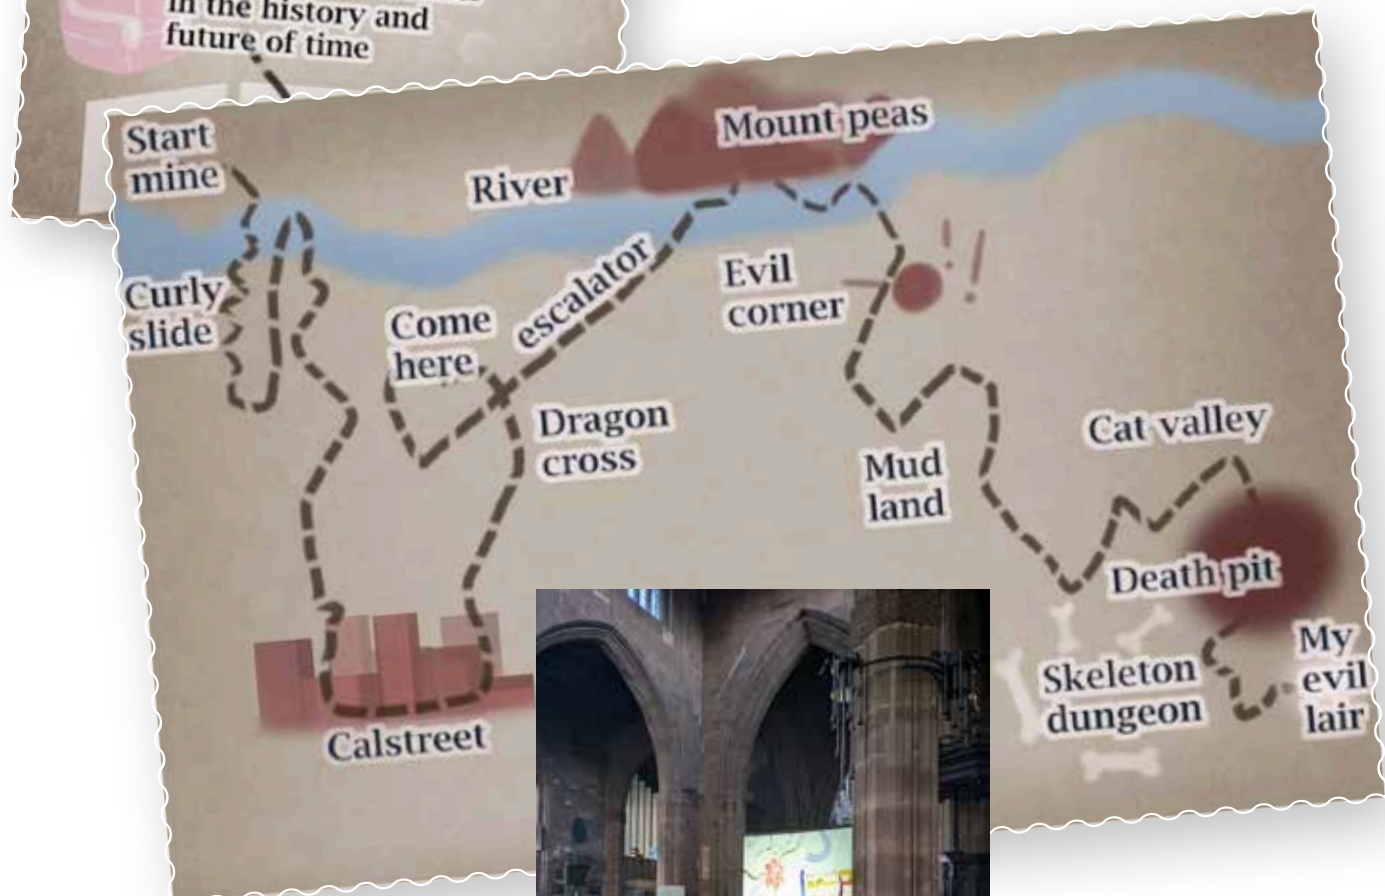 in the history and
future of time
Start
mine
River
Mount peas
Curly
slide
Come
here
escalator
Evil
corner
Dragon
cross
Mud
land
Cat valley
Death pit
Skeleton
dungeon
My
evil
lair
Calstreet